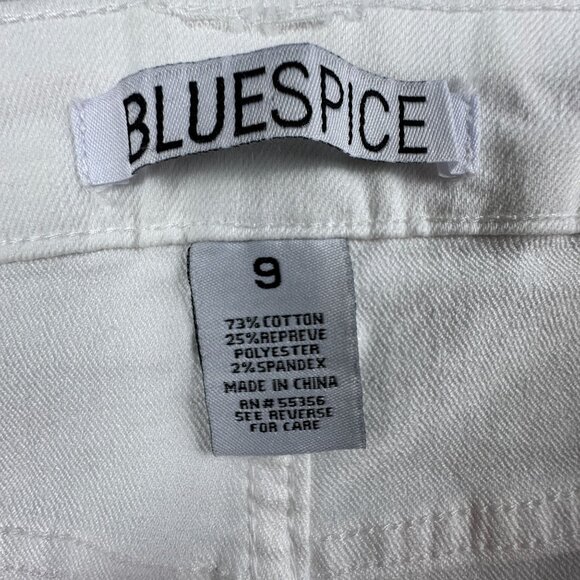 BLUESPICE
9
73% COTTON
25% REPREVE
POLYESTER
2% SPANDEX
MADE IN CHINA
RN# 55356
SEE REVERSE
FOR CARE